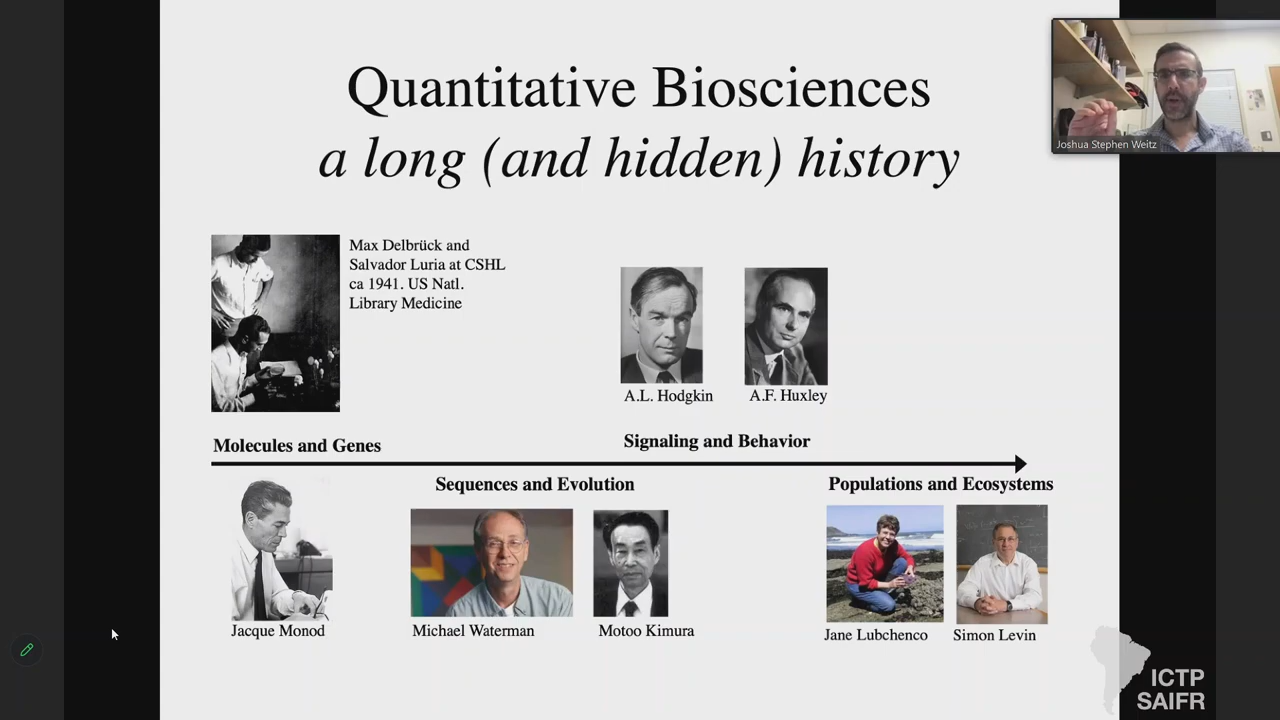 Quantitative Biosciences
a long (and hidden) history
Joshua Stephen Weitz
Max Delbrück and
Salvador Luria at CSHL
ca 1941. US Natl.
Library Medicine
A.L. Hodgkin
A.F. Huxley
Molecules and Genes
Signaling and Behavior
Sequences and Evolution
Populations and Ecosystems
Jacque Monod
Michael Waterman
Motoo Kimura
Jane Lubchenco
Simon Levin
ICTP
SAIFR